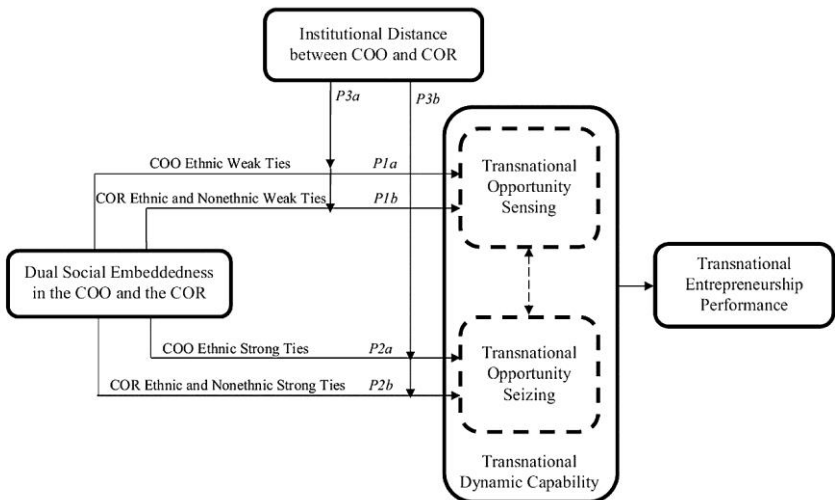 Institutional Distance
between COO and COR
P3a
P3b
COO Ethnic Weak Ties
P1a
COR Ethnic and Nonethnic Weak Ties
P1b
Transnational
Opportunity
Sensing
Dual Social Embeddedness
in the COO and the COR
Transnational
Entrepreneurship
Performance
COO Ethnic Strong Ties
P2a
COR Ethnic and Nonethnic Strong Ties
P2b
Transnational
Opportunity
Seizing
Transnational
Dynamic Capability